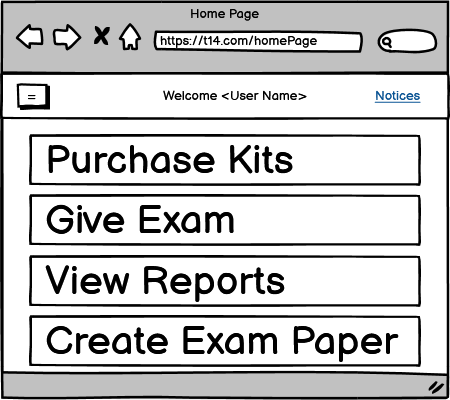 Home Page
https://t14.com/homePage
Welcome <User Name>
Notices
Purchase Kits
Give Exam
View Reports
Create Exam Paper